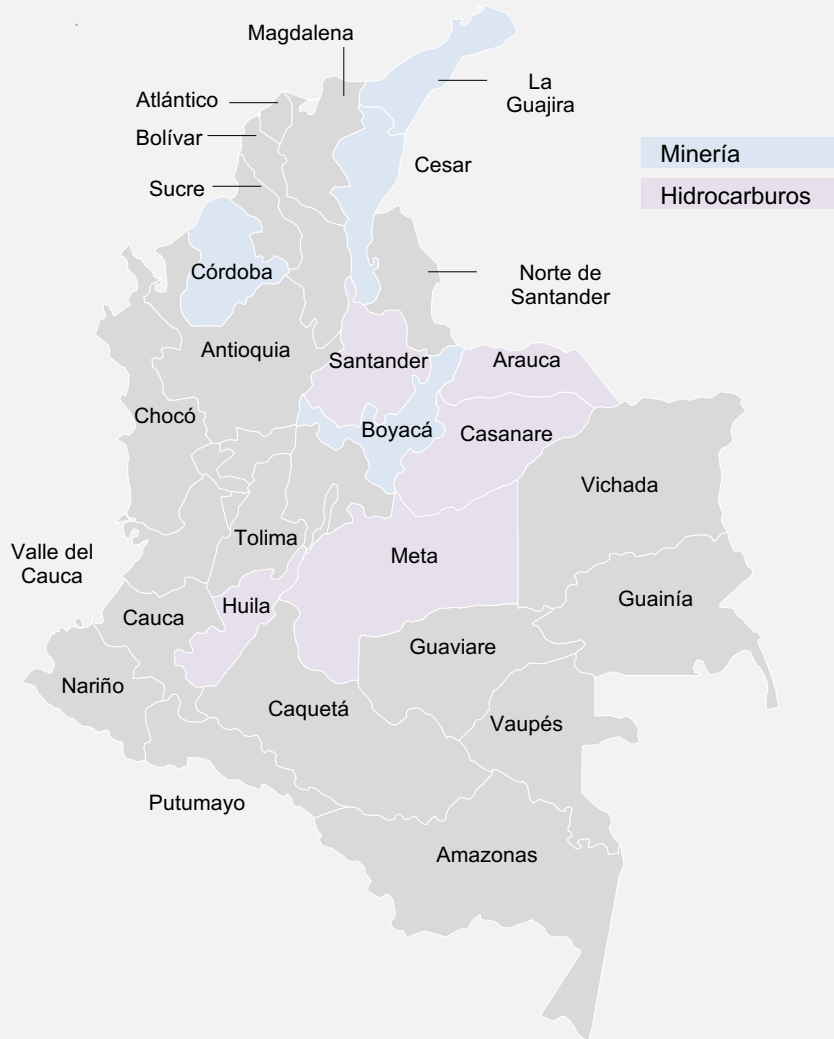 Magdalena
La
Guajira
Atlántico
Bolívar
Minería
Cesar
Sucre
Hidrocarburos
Córdoba
Norte de
Santander
Antioquia
Santander
Arauca
Chocó
Boyacá
Casanare
Vichada
Tolima
Valle del
Cauca
Meta
Huila
Guainía
Cauca
Guaviare
Nariño
Caquetá
Vaupés
Putumayo
Amazonas